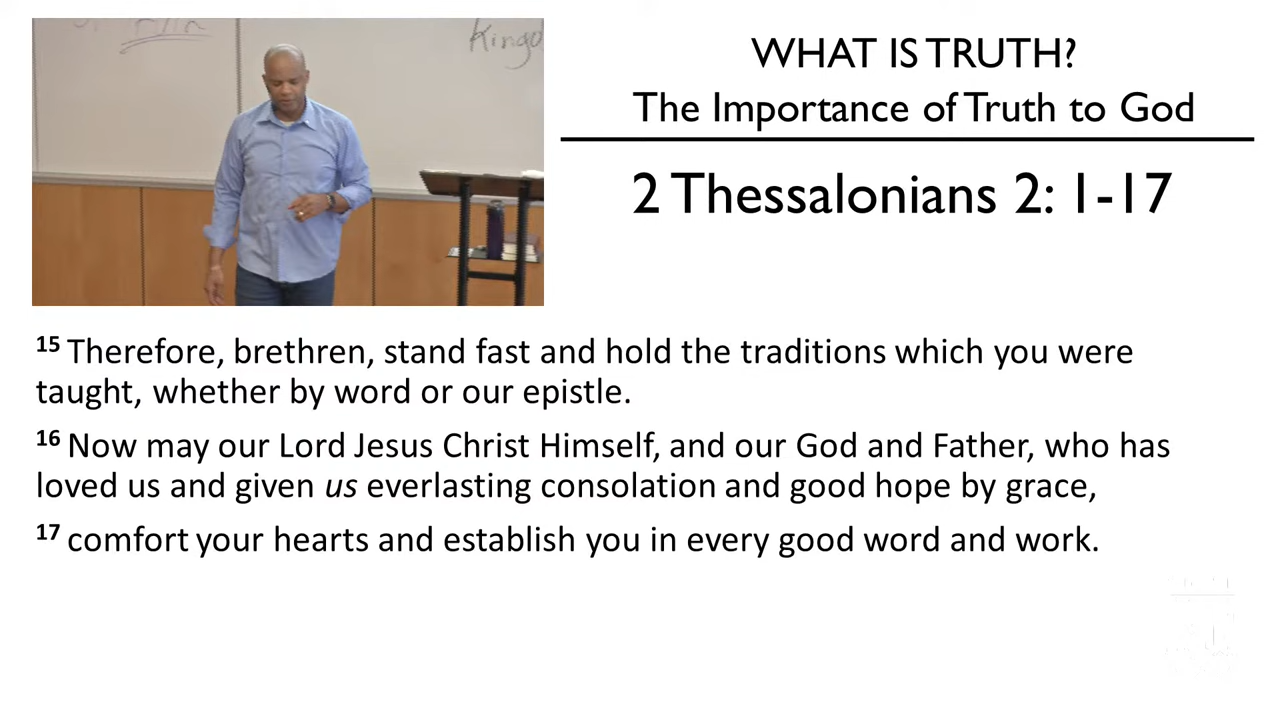 WHAT IS TRUTH?
The Importance of Truth to God
2 Thessalonians 2: 1-17
15 Therefore, brethren, stand fast and hold the traditions which you were
taught, whether by word or our epistle.
16 Now may our Lord Jesus Christ Himself, and our God and Father, who has
loved us and given us everlasting consolation and good hope by grace,
17 comfort your hearts and establish you in every good word and work.